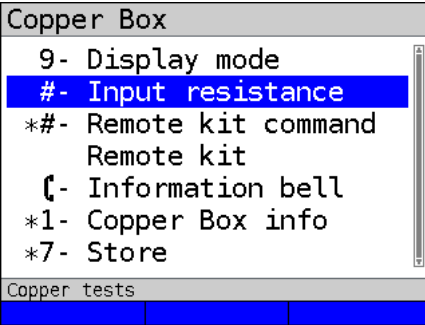 Copper Box
9- Display mode
#- Input resistance
*#- Remote kit command
Remote kit
- Information bell
*1- Copper Box info
*7- Store
Copper tests